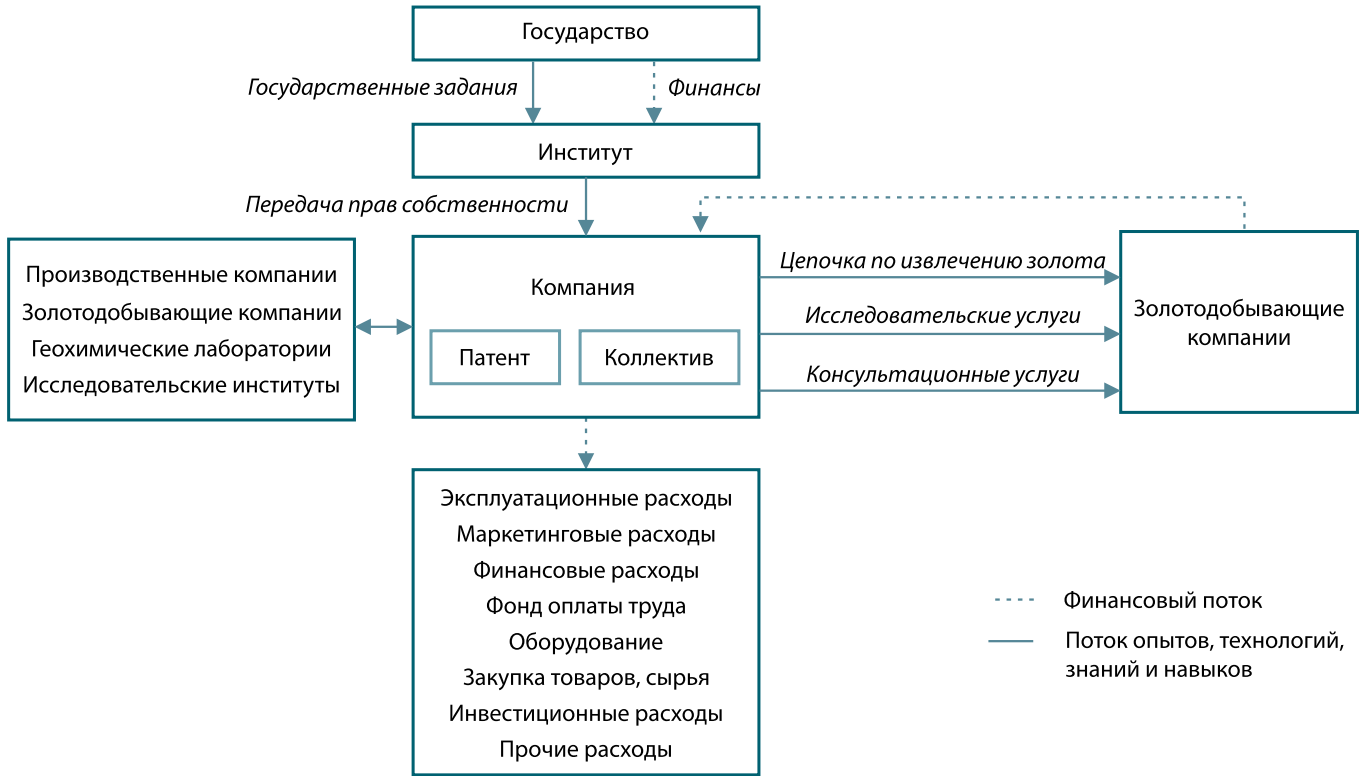 Государство
Государственные задания
Финансы
Институт
Передача прав собственности
Производственные компании
Золотодобывающие компании
Геохимические лаборатории
Исследовательские институты
Компания
Патент
Коллектив
Цепочка по извлечению золота
Исследовательские услуги
Консультационные услуги
Золотодобывающие
компании
Эксплуатационные расходы
Маркетинговые расходы
Финансовые расходы
Фонд оплаты труда
Оборудование
Закупка товаров, сырья
Инвестиционные расходы
Прочие расходы
Финансовый поток
Поток опытов, технологий,
знаний и навыков